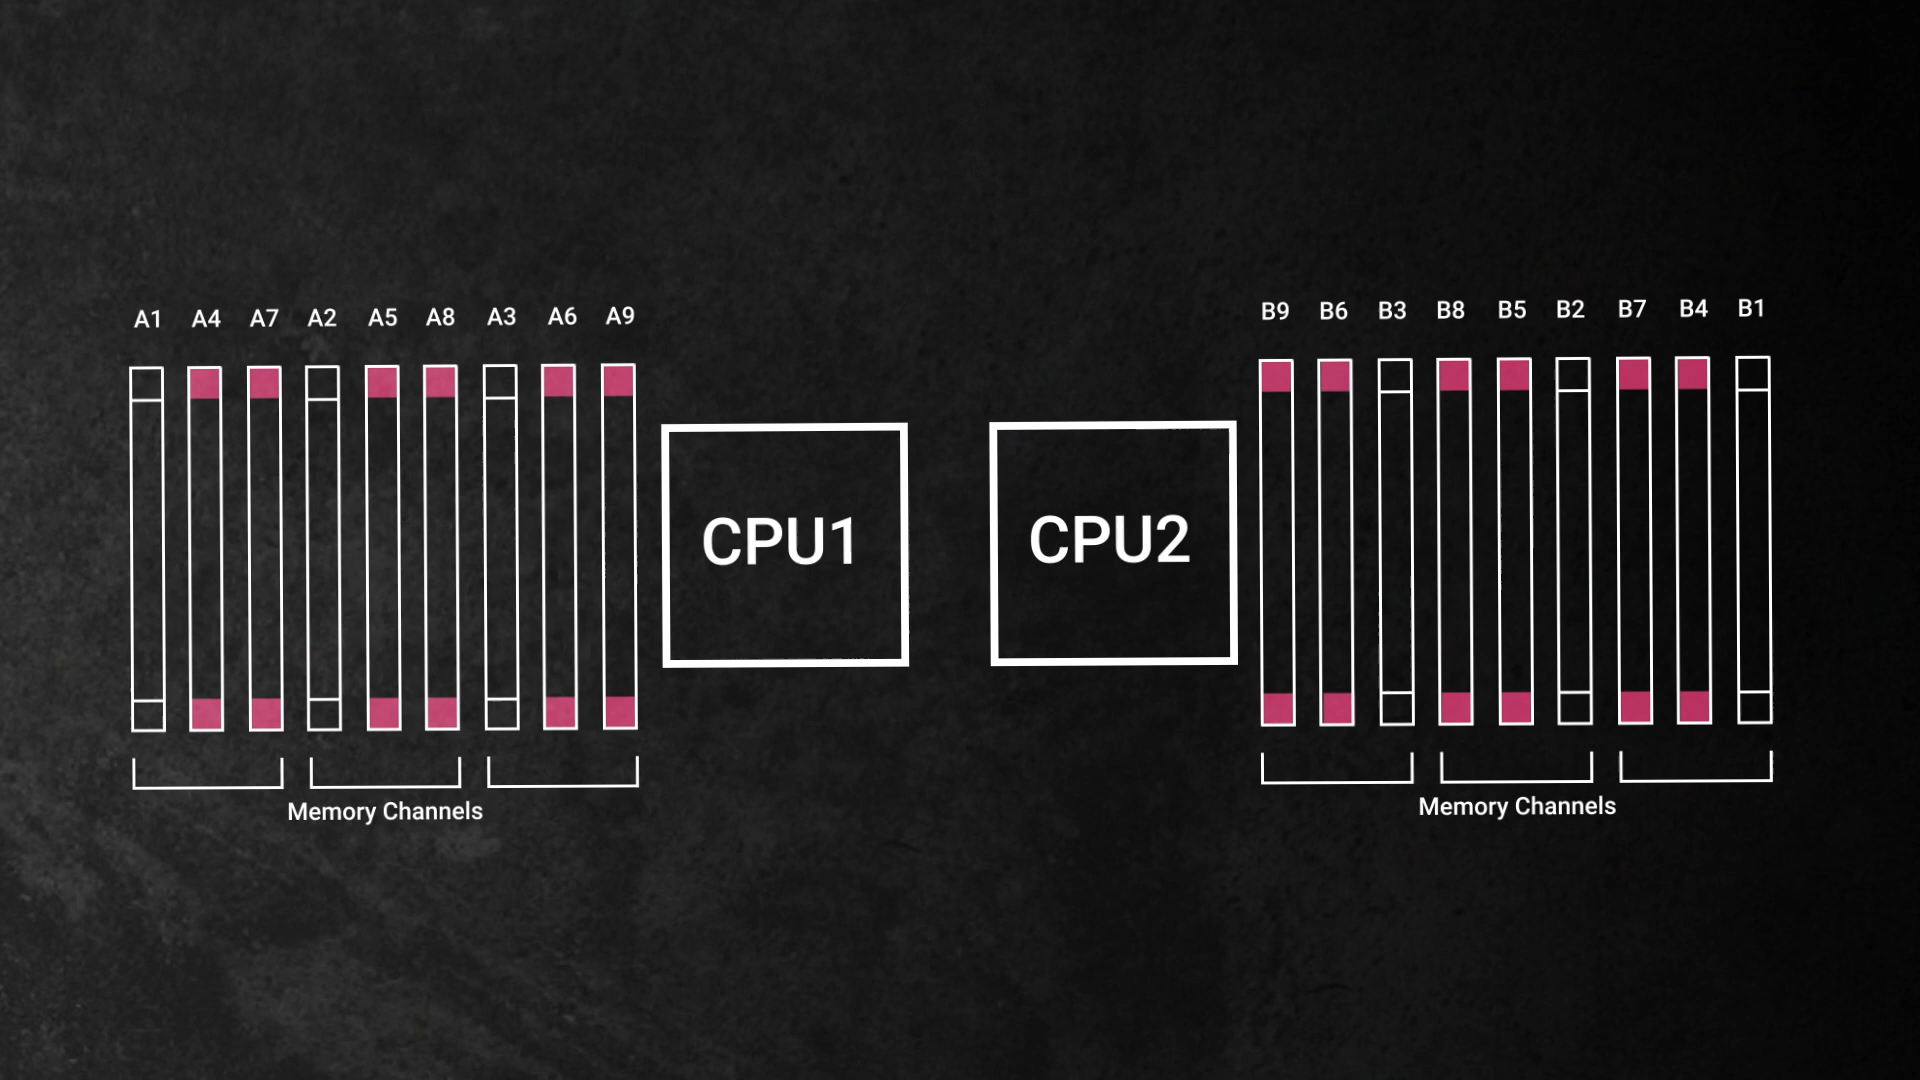 A1 A4 A7 A2 A5 A8 A3 A6 A9
B9 B6 B3 B8 B5 B2 B7 B4 B1
CPU1
CPU2
Memory Channels
Memory Channels